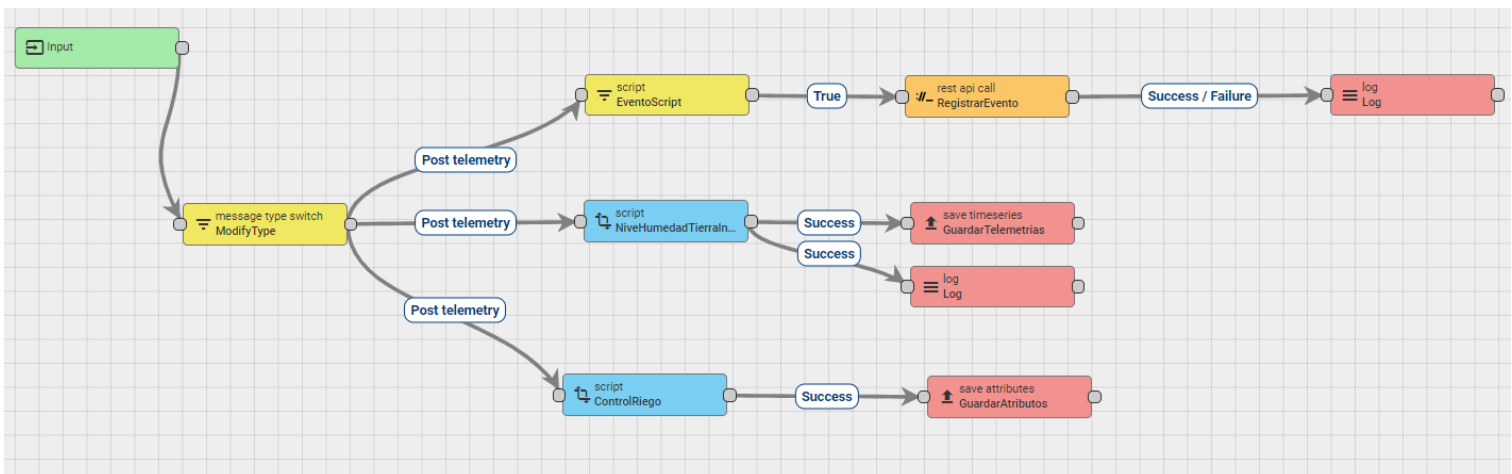 Input
script
EventoScript
True
rest api call
RegistrarEvento
Success / Failure
log
Log
Post telemetry
message type switch
ModifyType
Post telemetry
script
NiveHumedadTierraIn...
Success
save timeseries
GuardarTelemetrias
Success
log
Log
Post telemetry
script
ControlRiego
Success
save attributes
GuardarAtributos